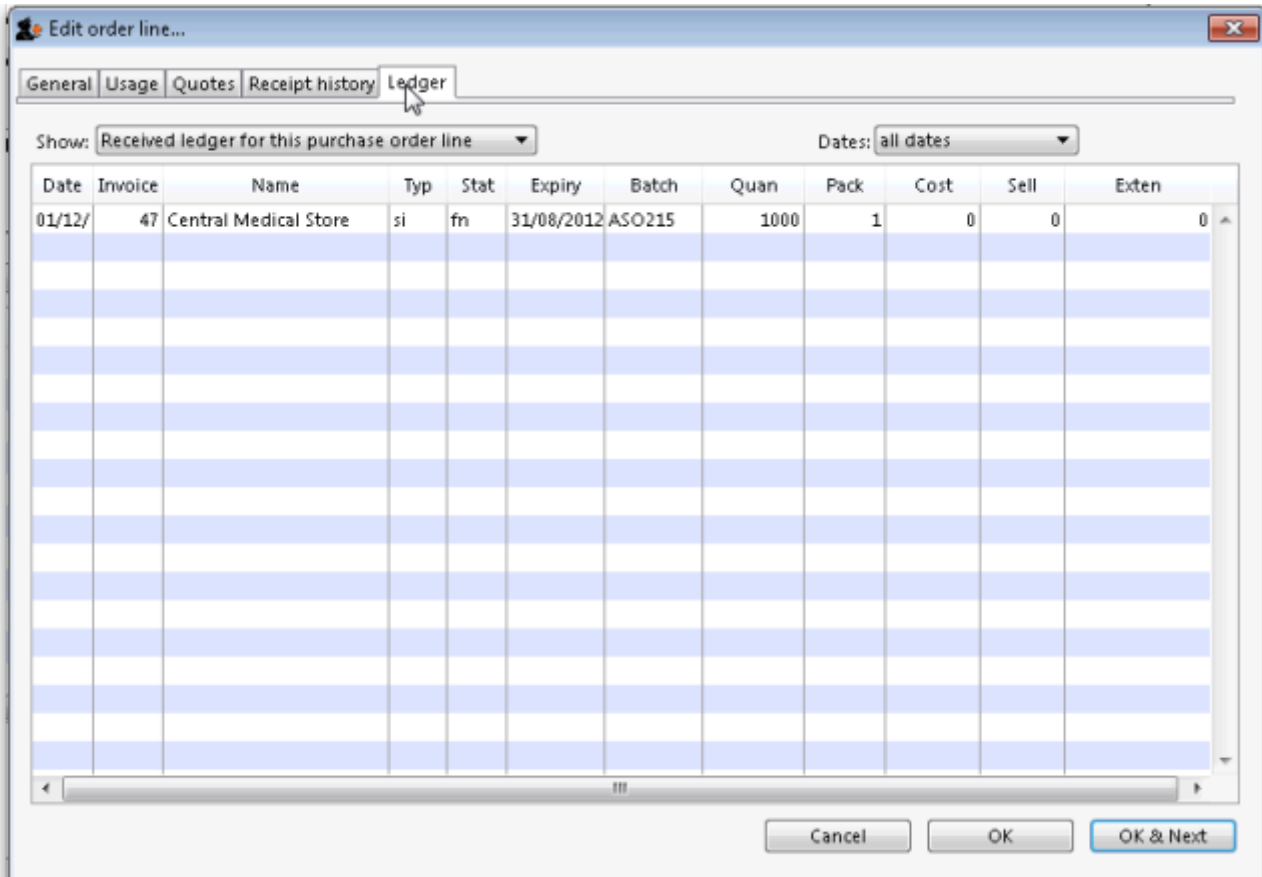 Edit order line...
General Usage Quotes Receipt history Ledger
Show: Received ledger for this purchase order line Dates: all dates
Date Invoice Name Typ Stat Expiry Batch Quan Pack Cost Sell Exten
01/12/ 47 Central Medical Store si fn 31/08/2012 ASO215 1000 1 0 0 0
Cancel OK OK & Next